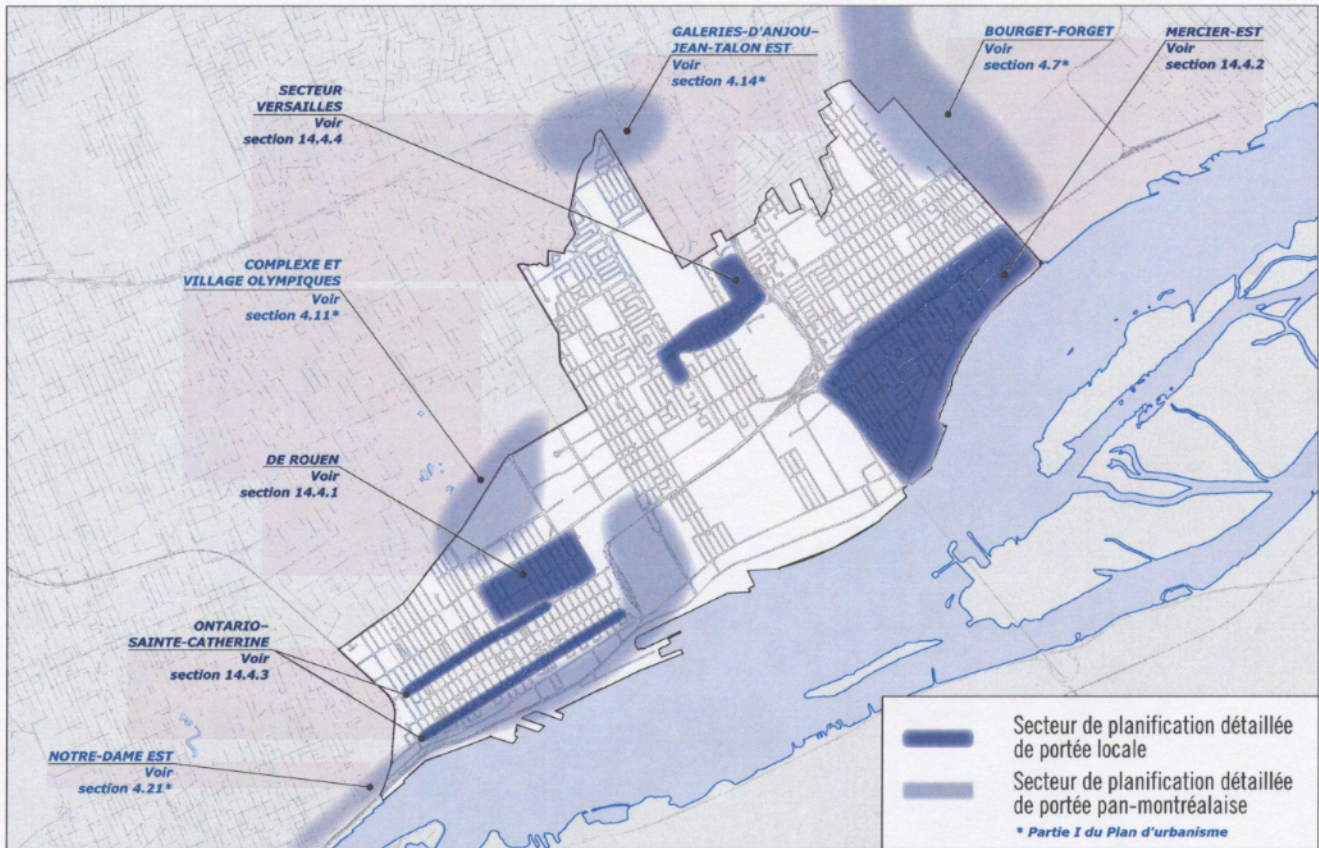 GALERIES-D'ANJOU–
JEAN-TALON EST
Voir
section 4.14*
BOURGET-FORGET
Voir
section 4.7*
MERCIER-EST
Voir
section 14.4.2
SECTEUR
VERSAILLES
Voir
section 14.4.4
COMPLEXE ET
VILLAGE OLYMPIQUES
Voir
section 4.11*
DE ROUEN
Voir
section 14.4.1
ONTARIO–
SAINTE-CATHERINE
Voir
section 14.4.3
NOTRE-DAME EST
Voir
section 4.21*
Secteur de planification détaillée
de portée locale
Secteur de planification détaillée
de portée pan-montréalaise
* Partie I du Plan d'urbanisme